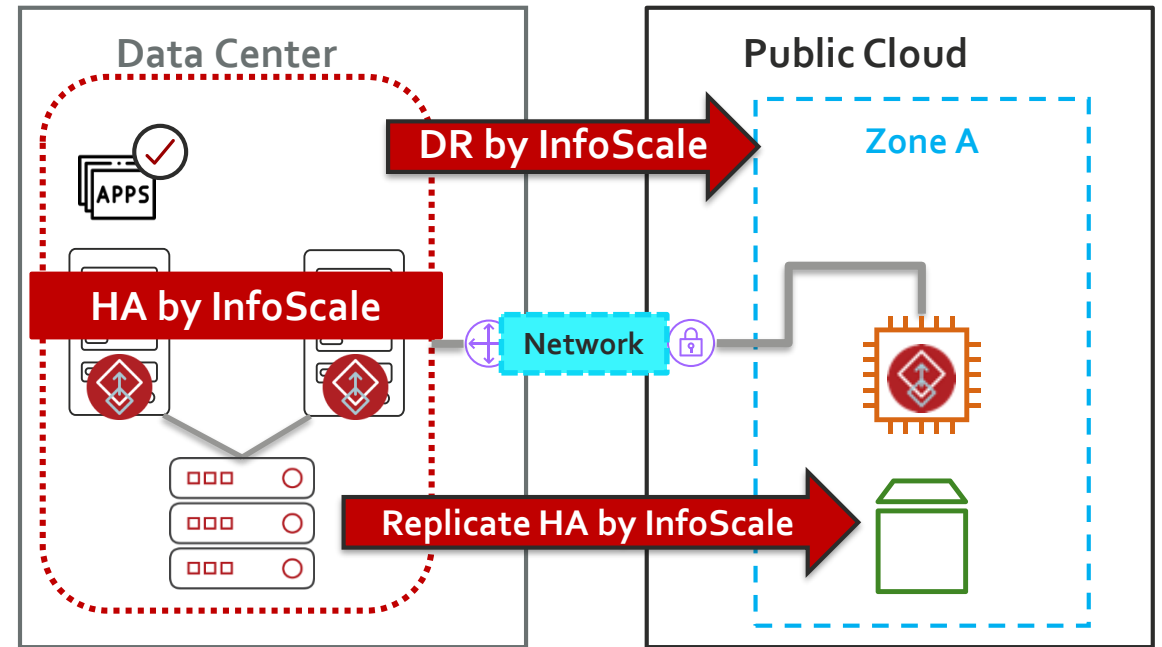 Data Center
Public Cloud
DR by InfoScale
Zone A
APPS
HA by InfoScale
Network
Replicate HA by InfoScale